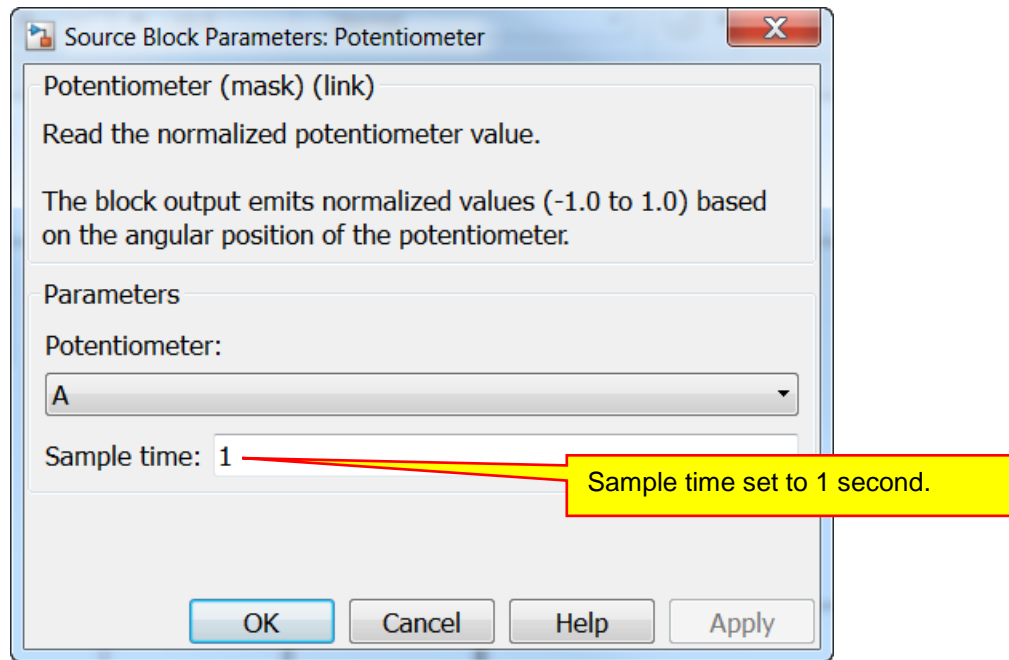 Source Block Parameters: Potentiometer
X
Potentiometer (mask) (link)
Read the normalized potentiometer value.
The block output emits normalized values (-1.0 to 1.0) based
on the angular position of the potentiometer.
Parameters
Potentiometer:
A
Sample time: 1
Sample time set to 1 second.
OK Cancel Help Apply